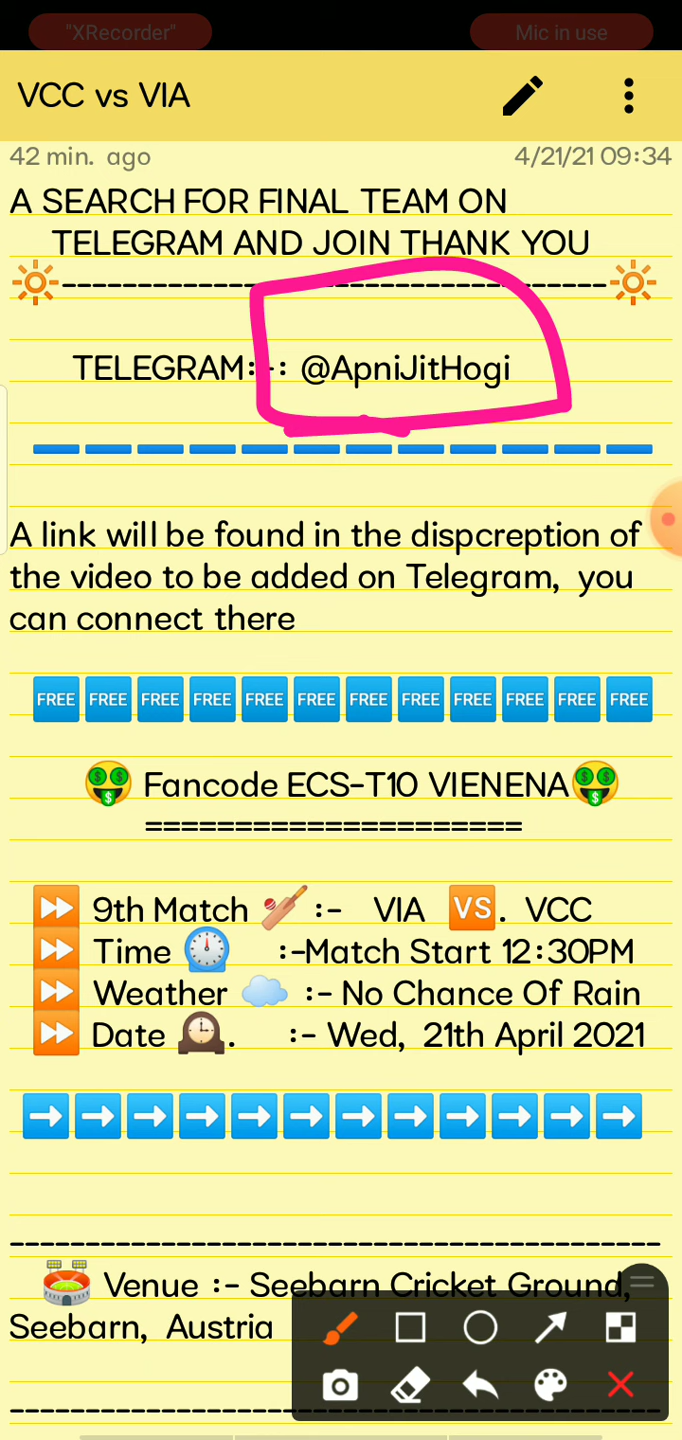 "XRecorder" Mic in use
VCC vs VIA
42 min. ago 4/21/21 09:34
A SEARCH FOR FINAL TEAM ON
TELEGRAM AND JOIN THANK YOU
🔆-----------------------------------🔆
TELEGRAM:-: @ApniJitHogi
A link will be found in the dispcreption of
the video to be added on Telegram, you
can connect there
FREE FREE FREE FREE FREE FREE FREE FREE FREE FREE FREE FREE
🤑 Fancode ECS-T10 VIENENA🤑
=====================
⏩ 9th Match 🏏 :- VIA 🆚. VCC
⏩ Time ⏲ :-Match Start 12:30PM
⏩ Weather ☁ :- No Chance Of Rain
⏩ Date 🕰. :- Wed, 21th April 2021
➡➡➡➡➡➡➡➡➡➡➡➡
-------------------------------------------
🏟 Venue :- Seebarn Cricket Ground,
Seebarn, Austria
-------------------------------------------